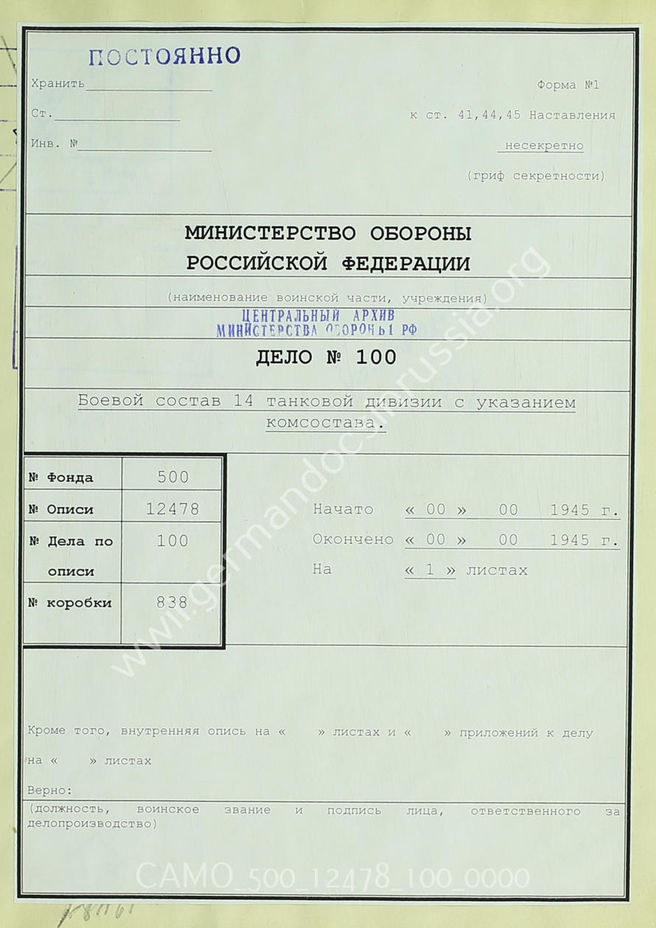 ПОСТОЯННО
Хранить
Форма №1
Ст.
к ст. 41,44,45 Наставления
Инв. №
несекретно
(гриф секретности)
МИНИСТЕРСТВО ОБОРОНЫ
РОССИЙСКОЙ ФЕДЕРАЦИИ
(наименование воинской части, учреждения)
ЦЕНТРАЛЬНЫЙ АРХИВ
МИНИСТЕРСТВА ОБОРОНЫ РФ
ДЕЛО № 100
Боевой состав 14 танковой дивизии с указанием
комсостава.
№ Фонда 500
№ Описи 12478
№ Дела по описи 100
№ коробки 838
Начато « 00 » 00 1945 г.
Окончено « 00 » 00 1945 г.
На « 1 » листах
www.germandocsinrussia.org
Кроме того, внутренняя опись на « » листах и « » приложений к делу
на « » листах
Верно:
(должность, воинское звание и подпись лица, ответственного за
делопроизводство)
CAMO_500_12478_100_0000